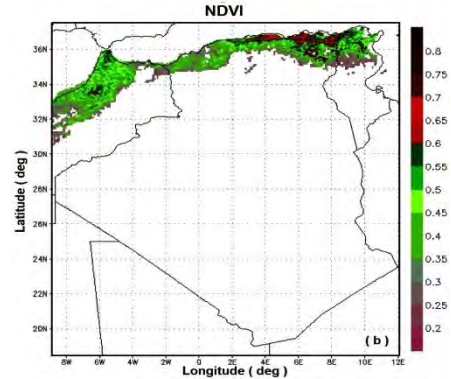 NDVI
36N
34N
32N
30N
28N
26N
24N
22N
20N
Latitude ( deg )
8W 6W 4W 2W 0 2E 4E 6E 8E 10E 12E
Longitude ( deg )
( b )
0.8
0.75
0.7
0.65
0.6
0.55
0.5
0.45
0.4
0.35
0.3
0.25
0.2